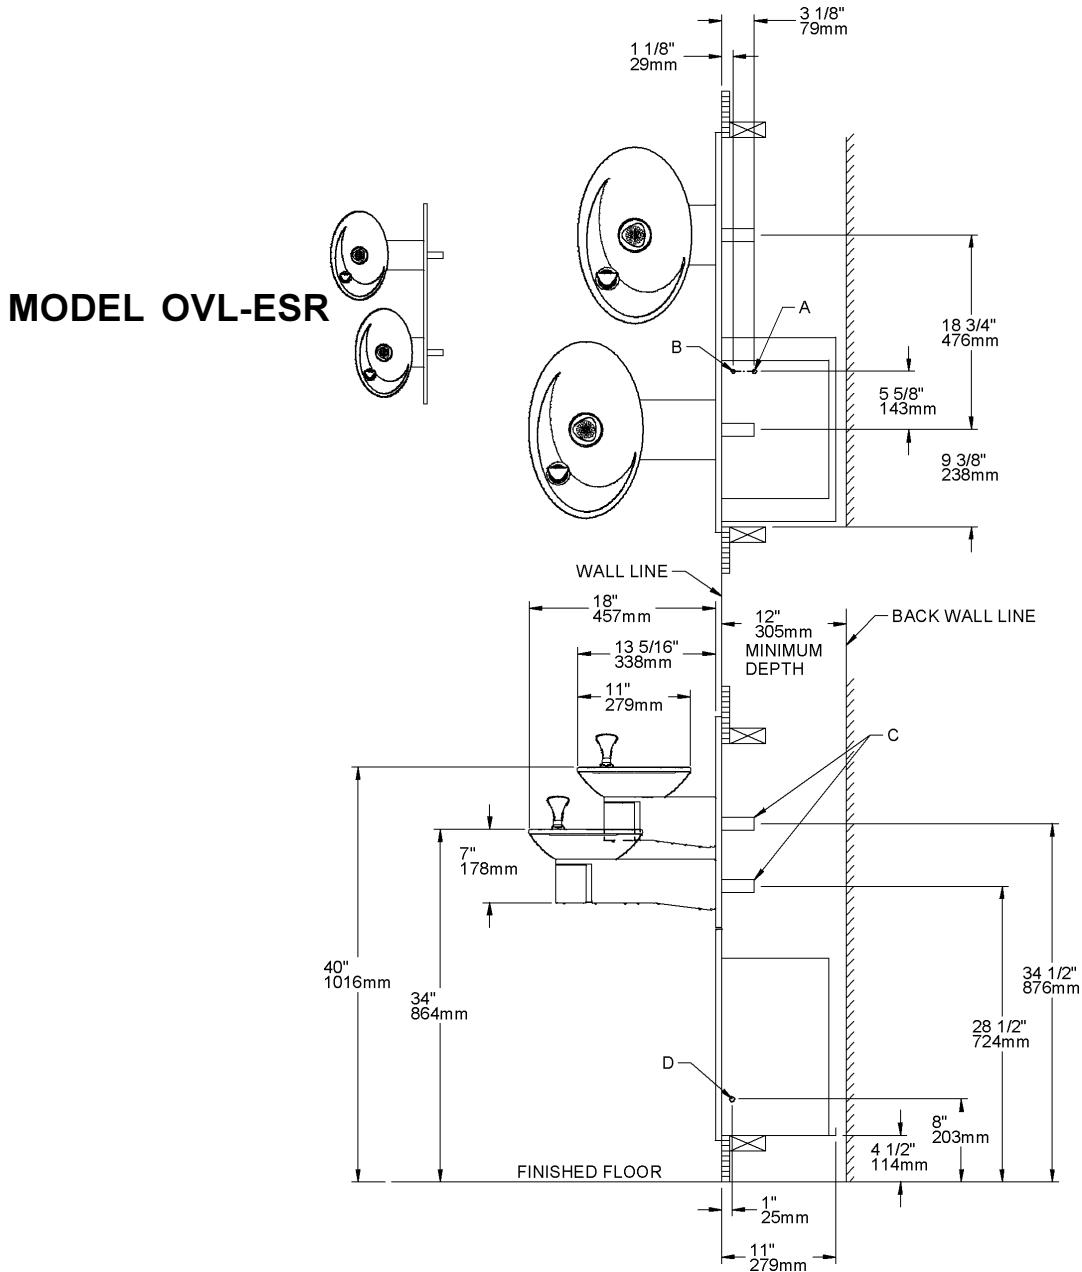 3 1/8"
79mm
1 1/8"
29mm
MODEL OVL-ESR
A
B
18 3/4"
476mm
5 5/8"
143mm
9 3/8"
238mm
WALL LINE
18"
457mm
12"
305mm
MINIMUM
DEPTH
BACK WALL LINE
13 5/16"
338mm
11"
279mm
C
7"
178mm
40"
1016mm
34"
864mm
34 1/2"
876mm
28 1/2"
724mm
D
8"
203mm
4 1/2"
114mm
FINISHED FLOOR
1"
25mm
11"
279mm